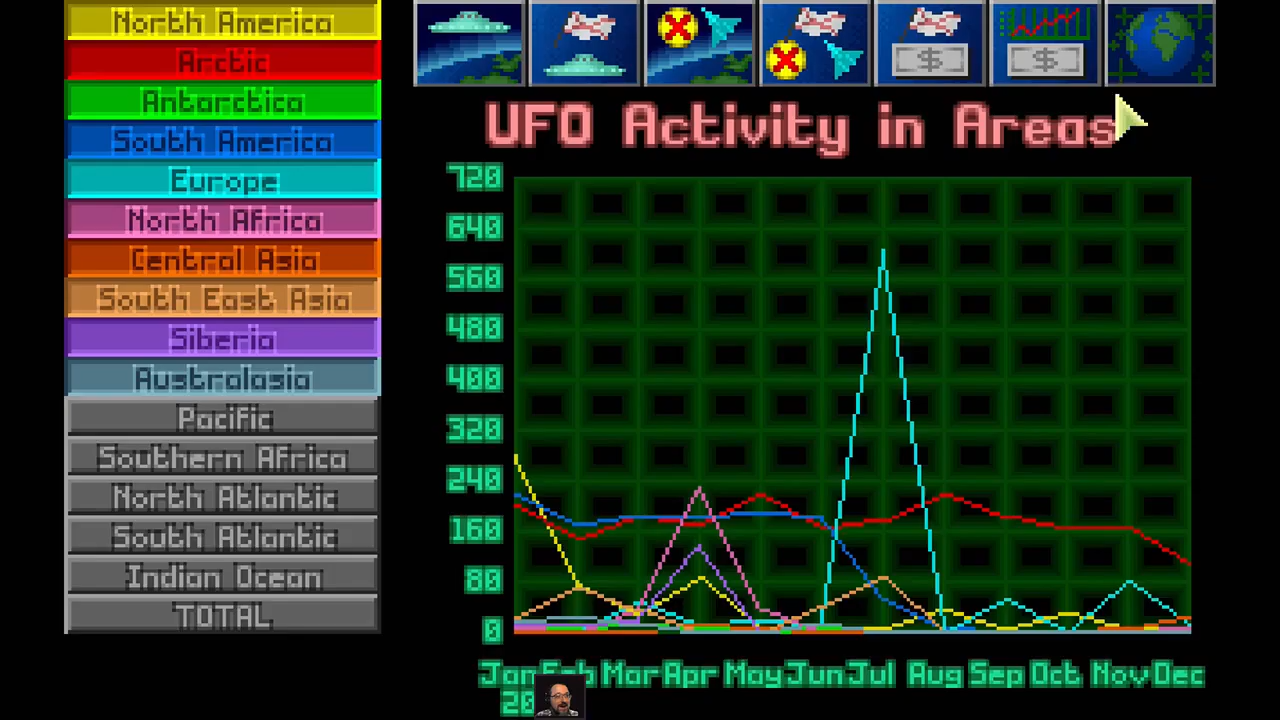 North America
Arctic
Antarctica
South America
Europe
North Africa
Central Asia
South East Asia
Siberia
Australasia
Pacific
Southern Africa
North Atlantic
South Atlantic
Indian Ocean
TOTAL
$ $
UFO Activity in Areas
720
640
560
480
400
320
240
160
80
0
Jan Feb Mar Apr May Jun Jul Aug Sep Oct Nov Dec